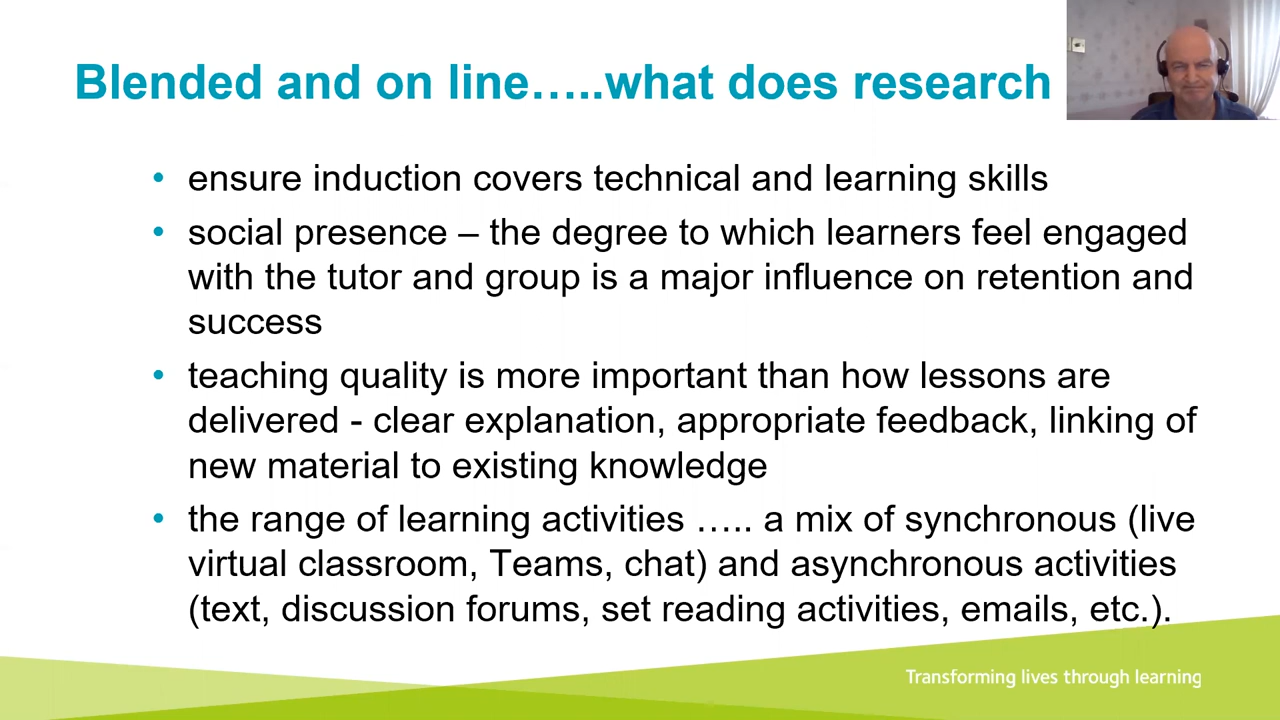 Blended and on line…..what does research
• ensure induction covers technical and learning skills
• social presence – the degree to which learners feel engaged
with the tutor and group is a major influence on retention and
success
• teaching quality is more important than how lessons are
delivered - clear explanation, appropriate feedback, linking of
new material to existing knowledge
• the range of learning activities ….. a mix of synchronous (live
virtual classroom, Teams, chat) and asynchronous activities
(text, discussion forums, set reading activities, emails, etc.).
Transforming lives through learning